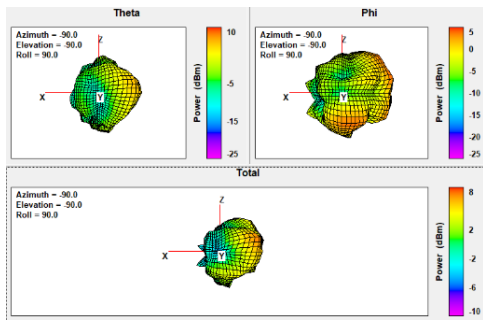 Theta
Azimuth = -90.0
Elevation = -90.0
Roll = 90.0
Z
X
Y
10
-5
-15
-25
Power (dBm)
Phi
Azimuth = -90.0
Elevation = -90.0
Roll = 90.0
Z
X
Y
5
0
-5
-10
-15
-20
-25
Power (dBm)
Total
Azimuth = -90.0
Elevation = -90.0
Roll = 90.0
Z
X
Y
8
2
-2
-6
-10
Power (dBm)